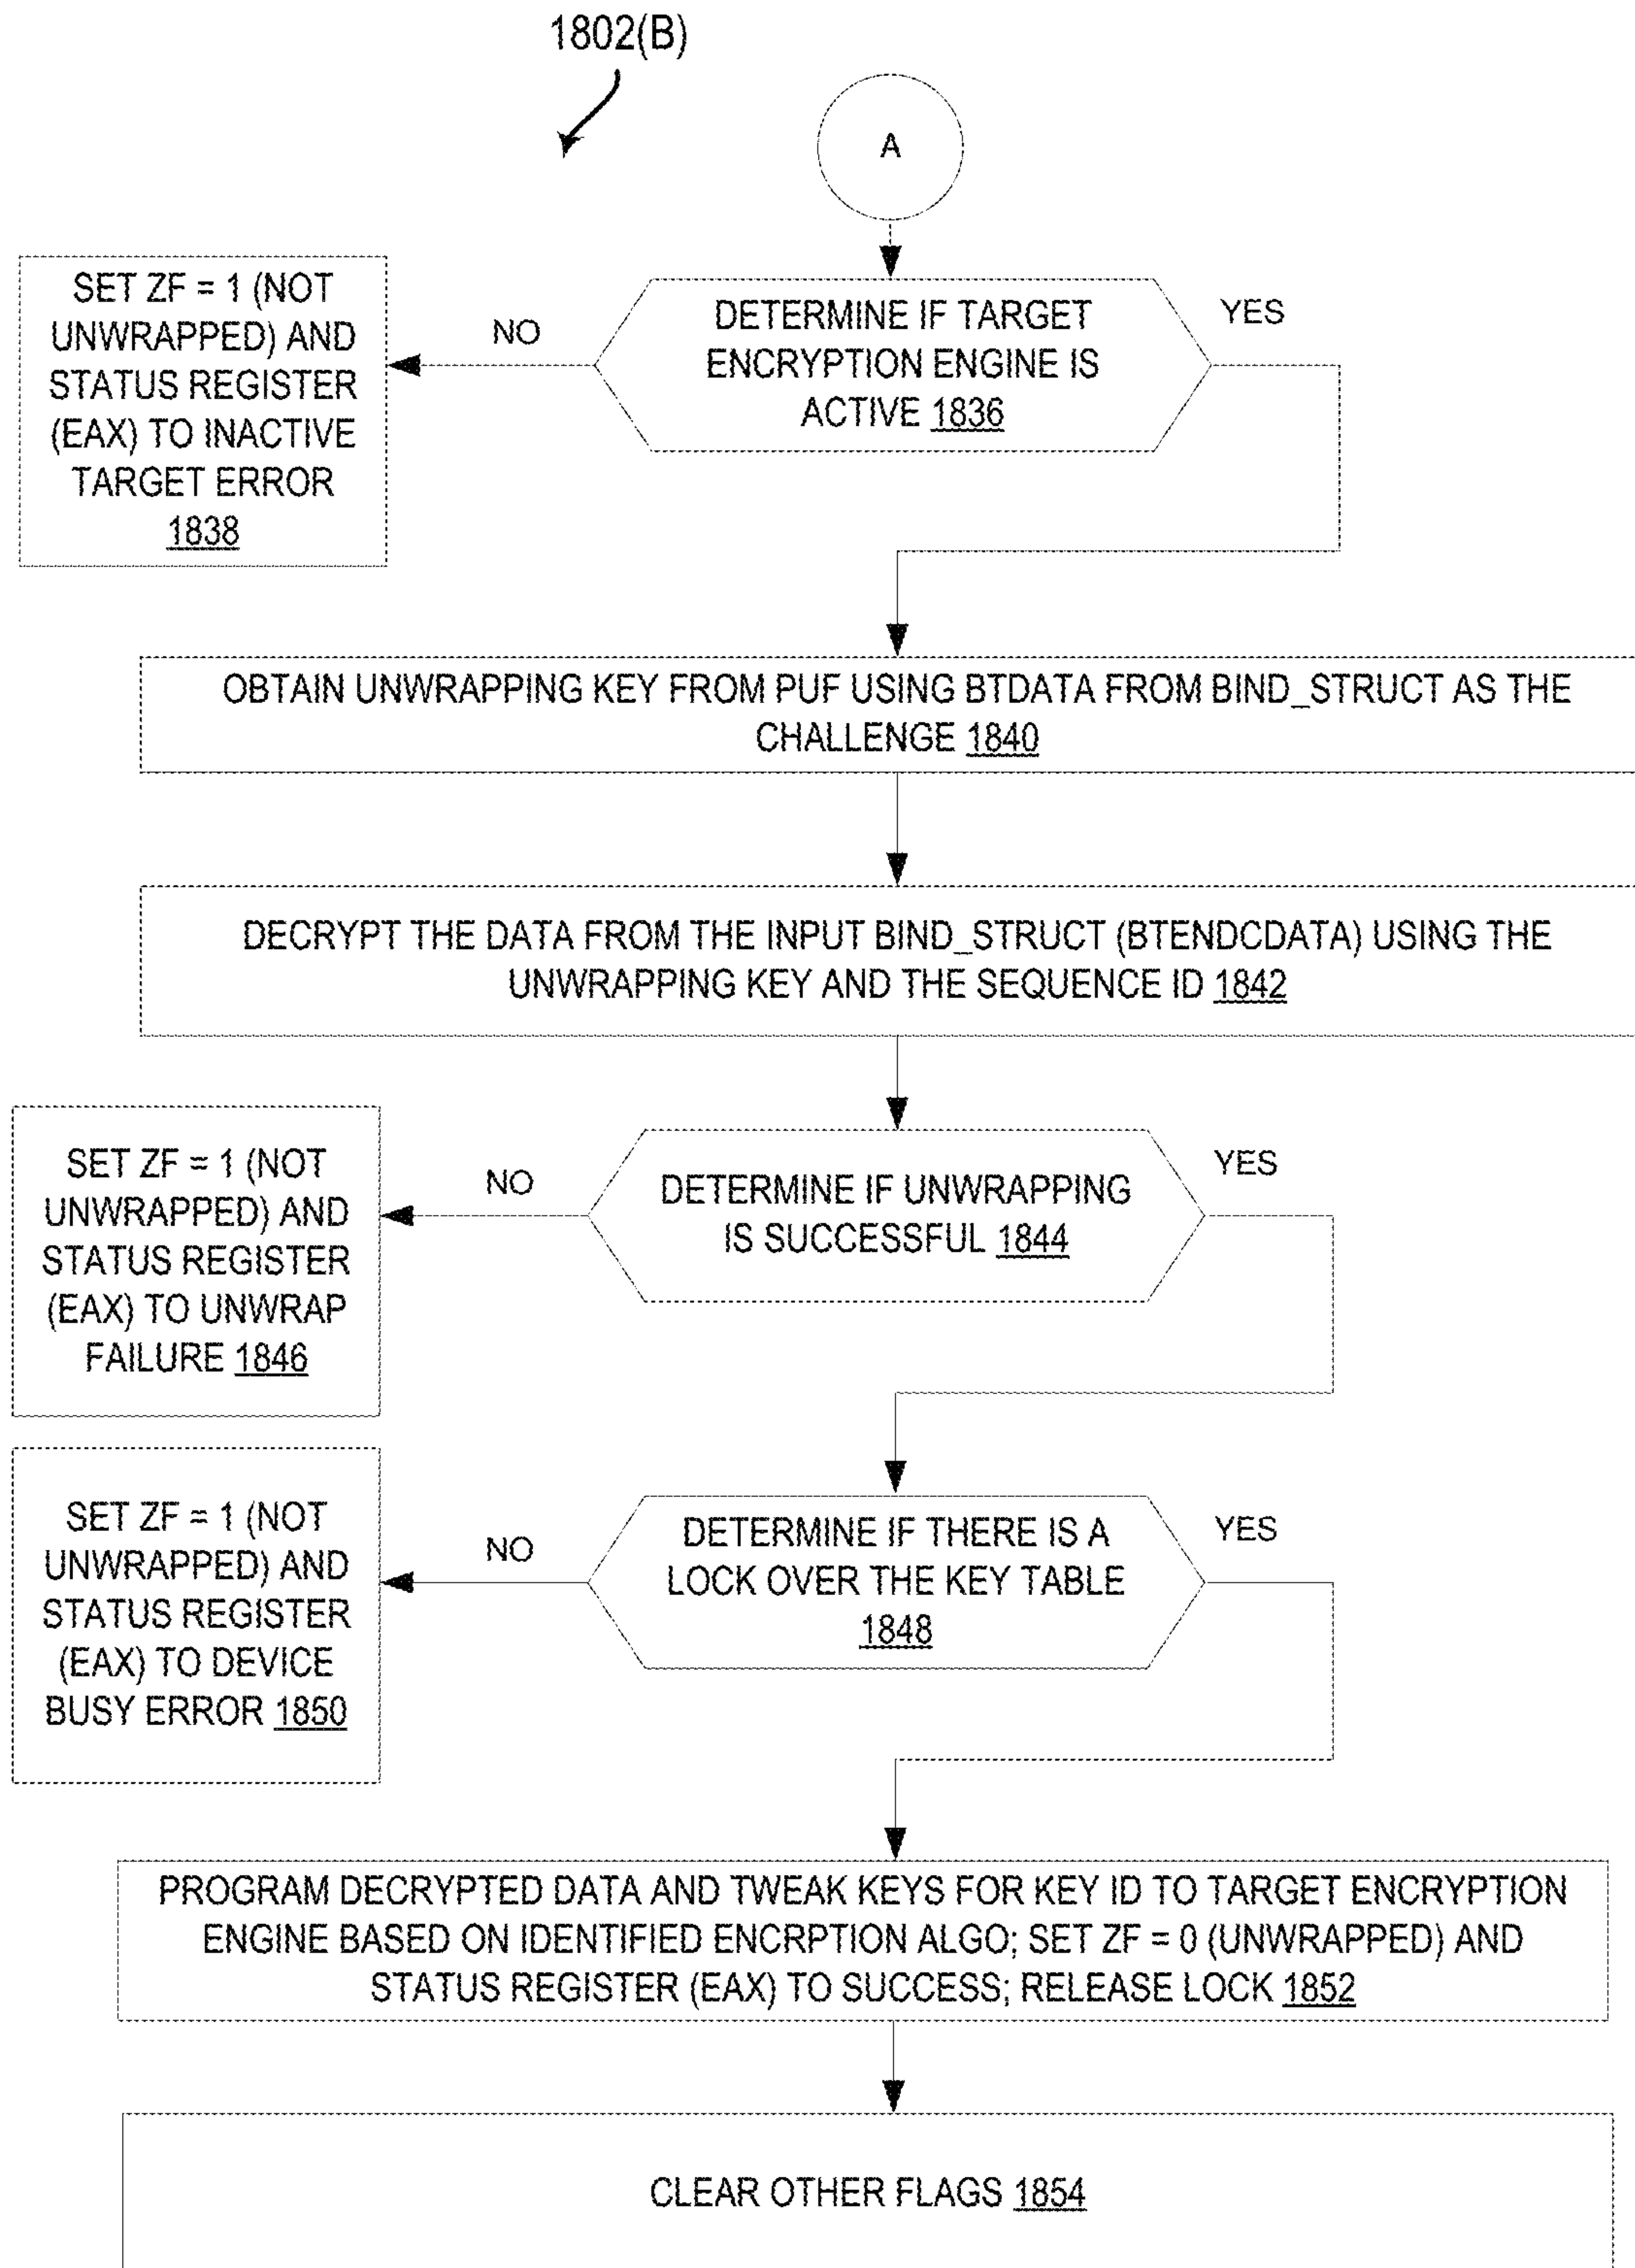 1802(B)
A
SET ZF = 1 (NOT
UNWRAPPED) AND
STATUS REGISTER
(EAX) TO INACTIVE
TARGET ERROR
1838
NO
DETERMINE IF TARGET
ENCRYPTION ENGINE IS
ACTIVE 1836
YES
OBTAIN UNWRAPPING KEY FROM PUF USING BTDATA FROM BIND_STRUCT AS THE
CHALLENGE 1840
DECRYPT THE DATA FROM THE INPUT BIND_STRUCT (BTENDCDATA) USING THE
UNWRAPPING KEY AND THE SEQUENCE ID 1842
SET ZF = 1 (NOT
UNWRAPPED) AND
STATUS REGISTER
(EAX) TO UNWRAP
FAILURE 1846
NO
DETERMINE IF UNWRAPPING
IS SUCCESSFUL 1844
YES
SET ZF = 1 (NOT
UNWRAPPED) AND
STATUS REGISTER
(EAX) TO DEVICE
BUSY ERROR 1850
NO
DETERMINE IF THERE IS A
LOCK OVER THE KEY TABLE
1848
YES
PROGRAM DECRYPTED DATA AND TWEAK KEYS FOR KEY ID TO TARGET ENCRYPTION
ENGINE BASED ON IDENTIFIED ENCRPTION ALGO; SET ZF = 0 (UNWRAPPED) AND
STATUS REGISTER (EAX) TO SUCCESS; RELEASE LOCK 1852
CLEAR OTHER FLAGS 1854